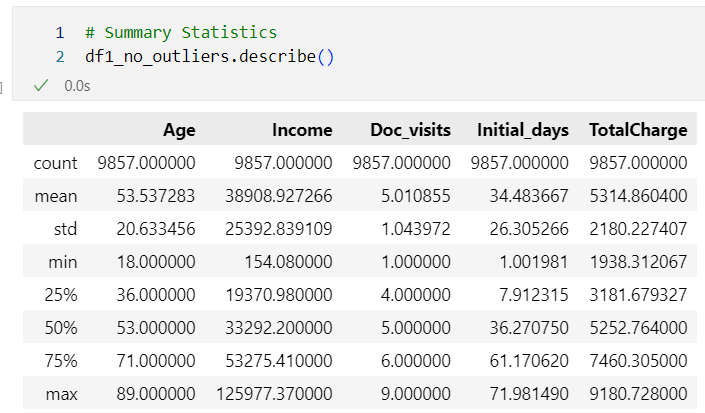 1 # Summary Statistics
2 df1_no_outliers.describe()
] ✓ 0.0s
Age Income Doc_visits Initial_days TotalCharge
count 9857.000000 9857.000000 9857.000000 9857.000000 9857.000000
mean 53.537283 38908.927266 5.010855 34.483667 5314.860400
std 20.633456 25392.839109 1.043972 26.305266 2180.227407
min 18.000000 154.080000 1.000000 1.001981 1938.312067
25% 36.000000 19370.980000 4.000000 7.912315 3181.679327
50% 53.000000 33292.200000 5.000000 36.270750 5252.764000
75% 71.000000 53275.410000 6.000000 61.170620 7460.305000
max 89.000000 125977.370000 9.000000 71.981490 9180.728000